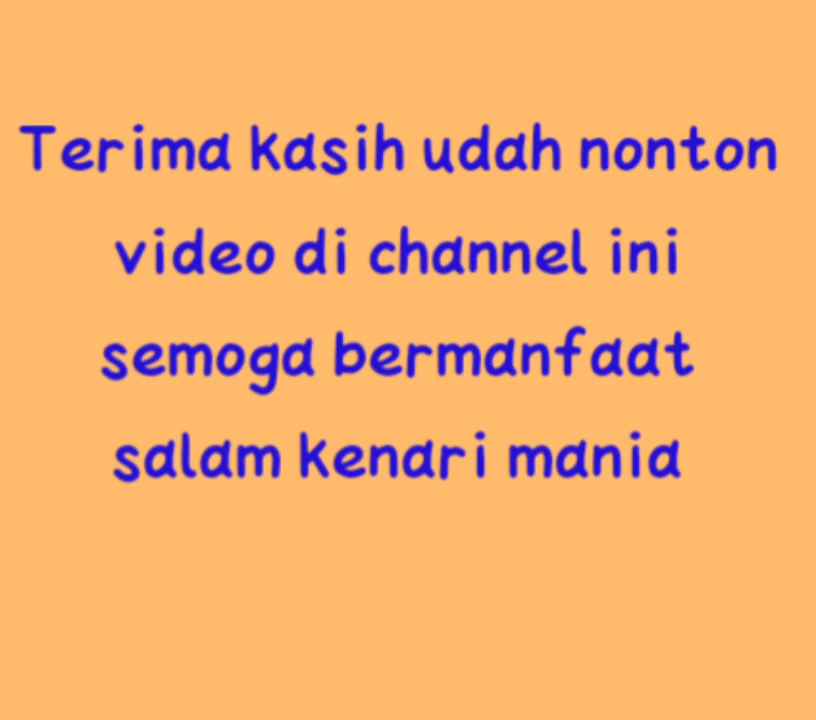 Terima kasih udah nonton
video di channel ini
semoga bermanfaat
salam kenari mania